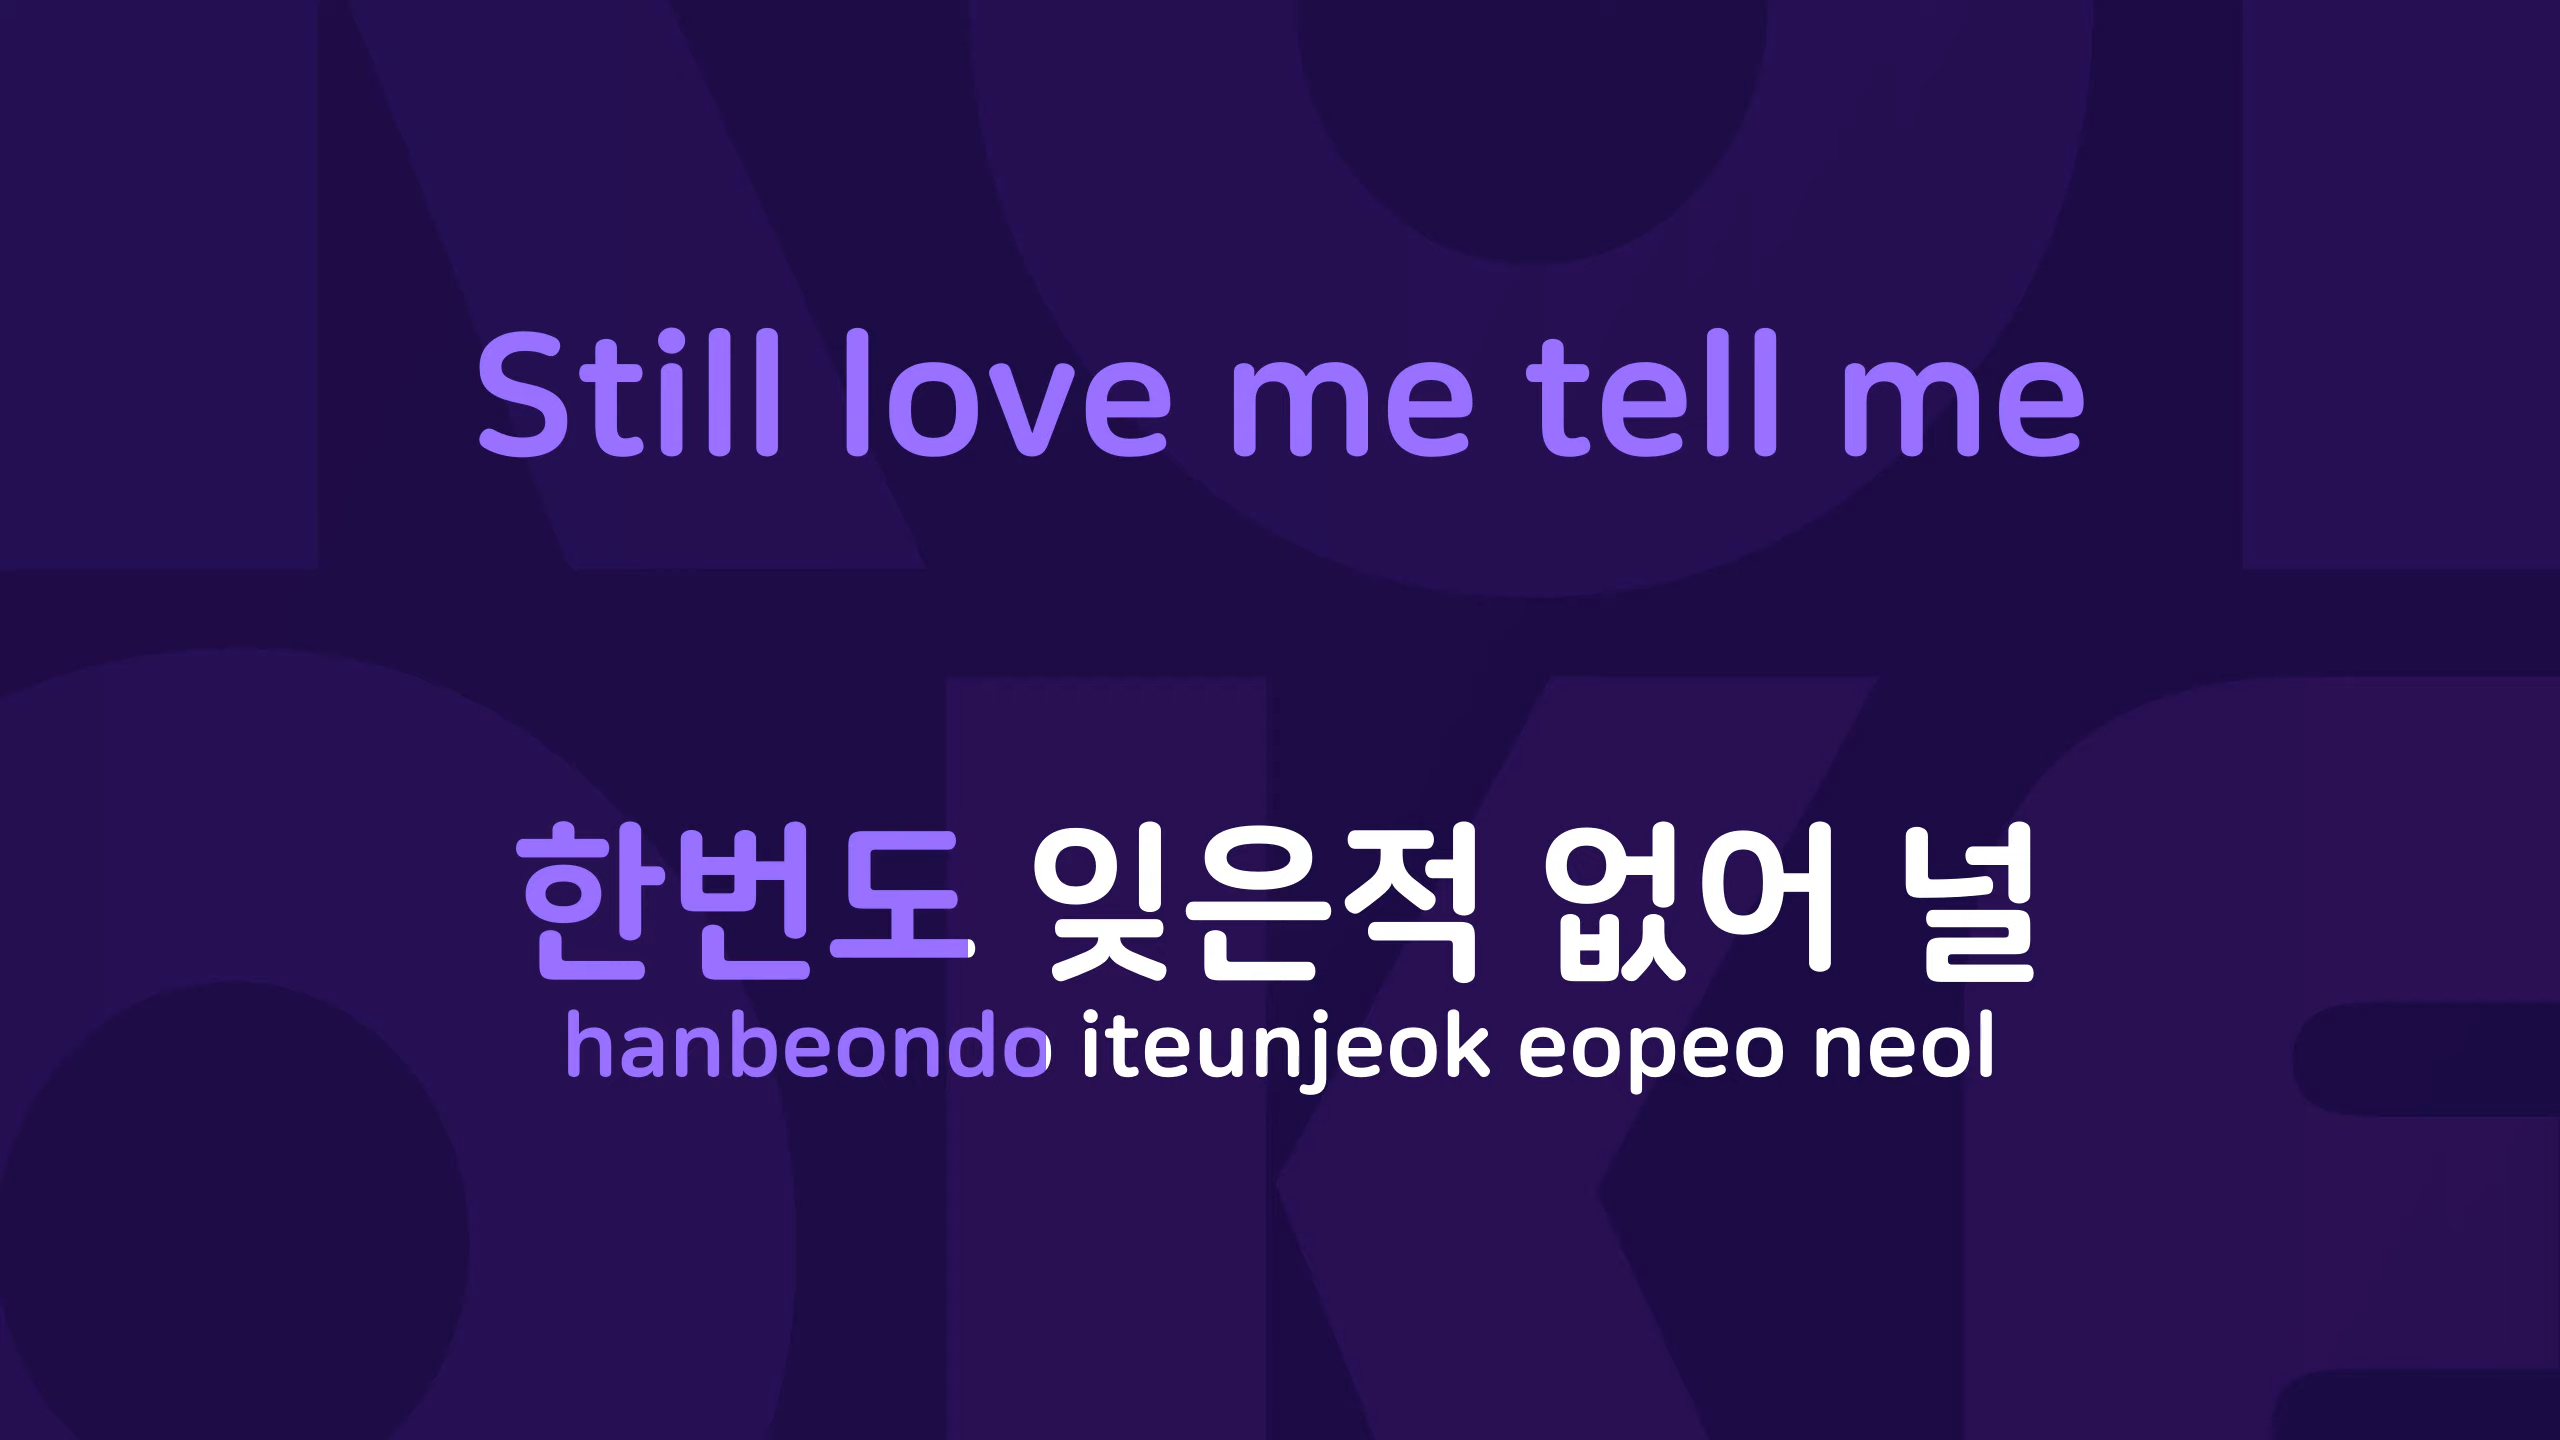 Still love me tell me
한번도 잊은적 없어 널
hanbeondo iteunjeok eopeo neol